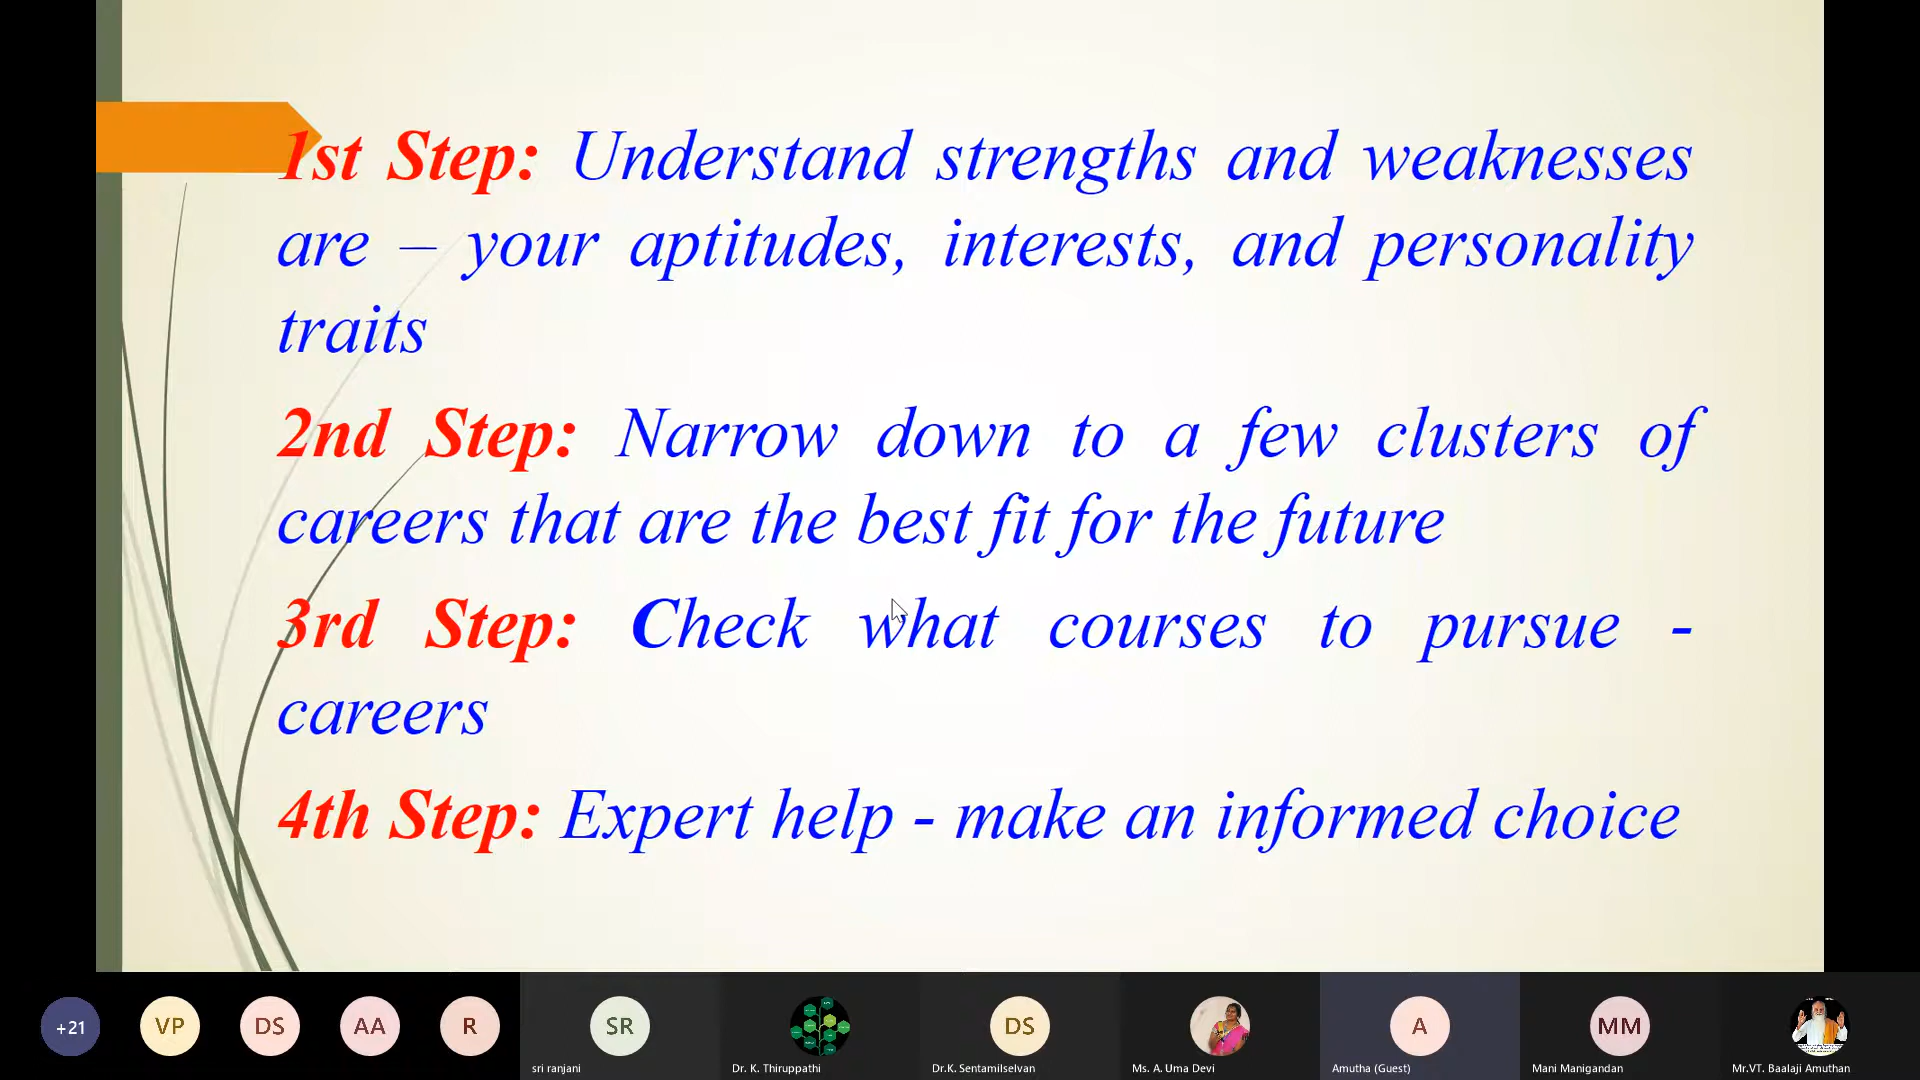 1st Step: Understand strengths and weaknesses
are – your aptitudes, interests, and personality
traits
2nd Step: Narrow down to a few clusters of
careers that are the best fit for the future
3rd Step: Check what courses to pursue -
careers
4th Step: Expert help - make an informed choice
+21
VP
DS
AA
R
SR
DS
A
MM
sri ranjani
Dr. K. Thiruppathi
Dr.K. Sentamilselvan
Ms. A. Uma Devi
Amutha (Guest)
Mani Manigandan
Mr.VT. Baalaji Amuthan